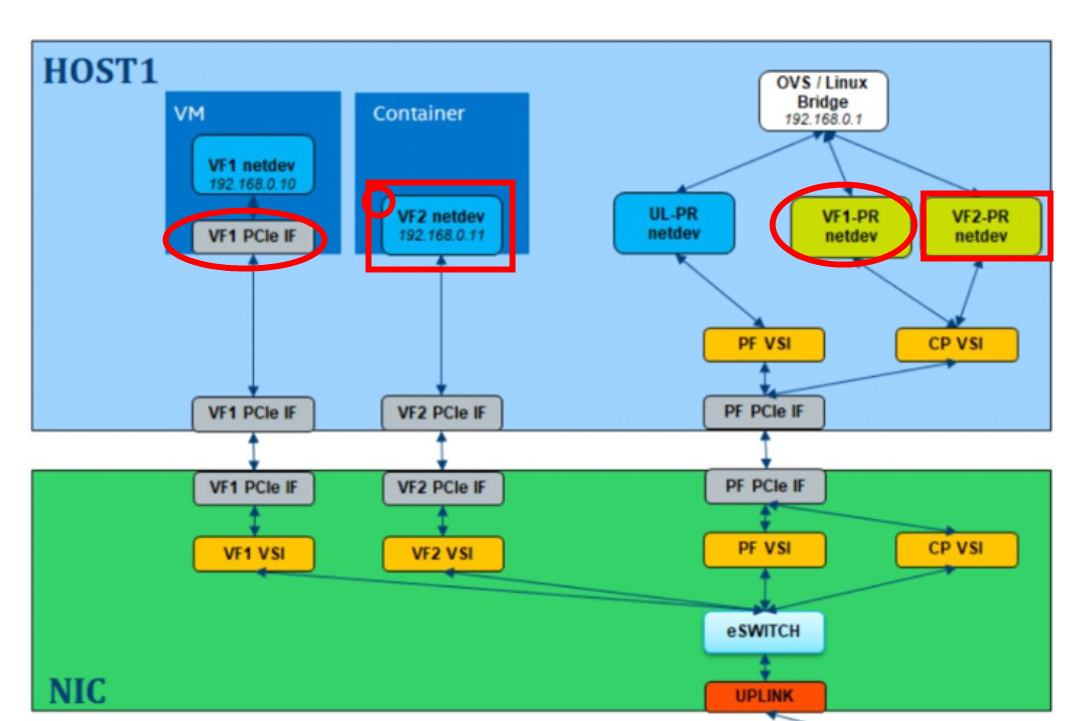 HOST1
VM
VF1 netdev
192.168.0.10
VF1 PCIe IF
Container
VF2 netdev
192.168.0.11
OVS / Linux
Bridge
192.168.0.1
UL-PR
netdev
VF1-PR
netdev
VF2-PR
netdev
PF VSI
CP VSI
VF1 PCIe IF
VF2 PCIe IF
PF PCIe IF
VF1 PCIe IF
VF2 PCIe IF
PF PCIe IF
VF1 VSI
VF2 VSI
PF VSI
CP VSI
eSWITCH
NIC
UPLINK